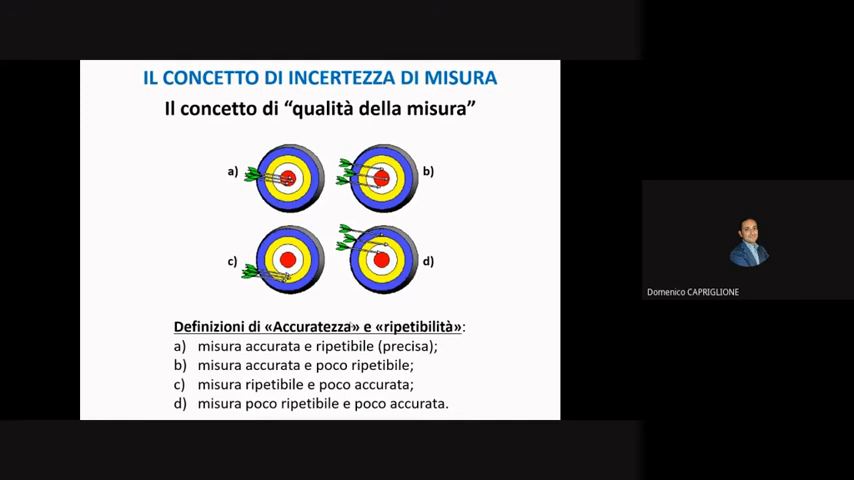 IL CONCETTO DI INCERTEZZA DI MISURA
Il concetto di “qualità della misura”
a)
b)
c)
d)
Definizioni di «Accuratezza» e «ripetibilità»:
a) misura accurata e ripetibile (precisa);
b) misura accurata e poco ripetibile;
c) misura ripetibile e poco accurata;
d) misura poco ripetibile e poco accurata.
Domenico CAPRIGLIONE